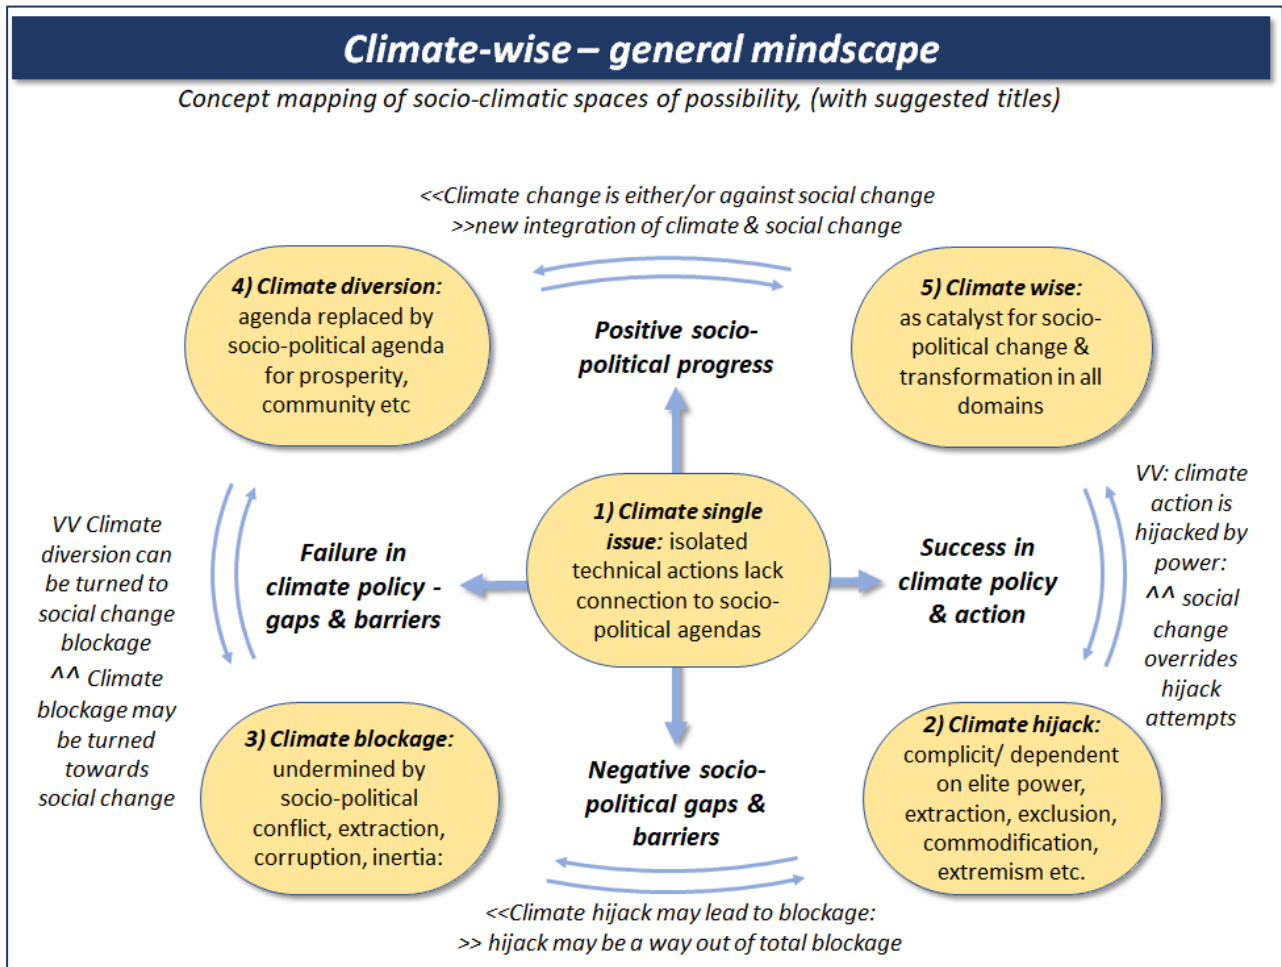 Climate-wise – general mindscape
Concept mapping of socio-climatic spaces of possibility, (with suggested titles)
<<Climate change is either/or against social change
>>new integration of climate & social change
4) Climate diversion:
agenda replaced by
socio-political agenda
for prosperity,
community etc
Positive socio-
political progress
5) Climate wise:
as catalyst for socio-
political change &
transformation in all
domains
VV Climate
diversion can
be turned to
social change
blockage
^^ Climate
blockage may
be turned
towards
social change
Failure in
climate policy -
gaps & barriers
1) Climate single
issue: isolated
technical actions lack
connection to socio-
political agendas
Success in
climate policy
& action
VV: climate
action is
hijacked by
power:
^^ social
change
overrides
hijack
attempts
3) Climate blockage:
undermined by
socio-political
conflict, extraction,
corruption, inertia:
Negative socio-
political gaps &
barriers
2) Climate hijack:
complicit/ dependent
on elite power,
extraction, exclusion,
commodification,
extremism etc.
<<Climate hijack may lead to blockage:
>> hijack may be a way out of total blockage